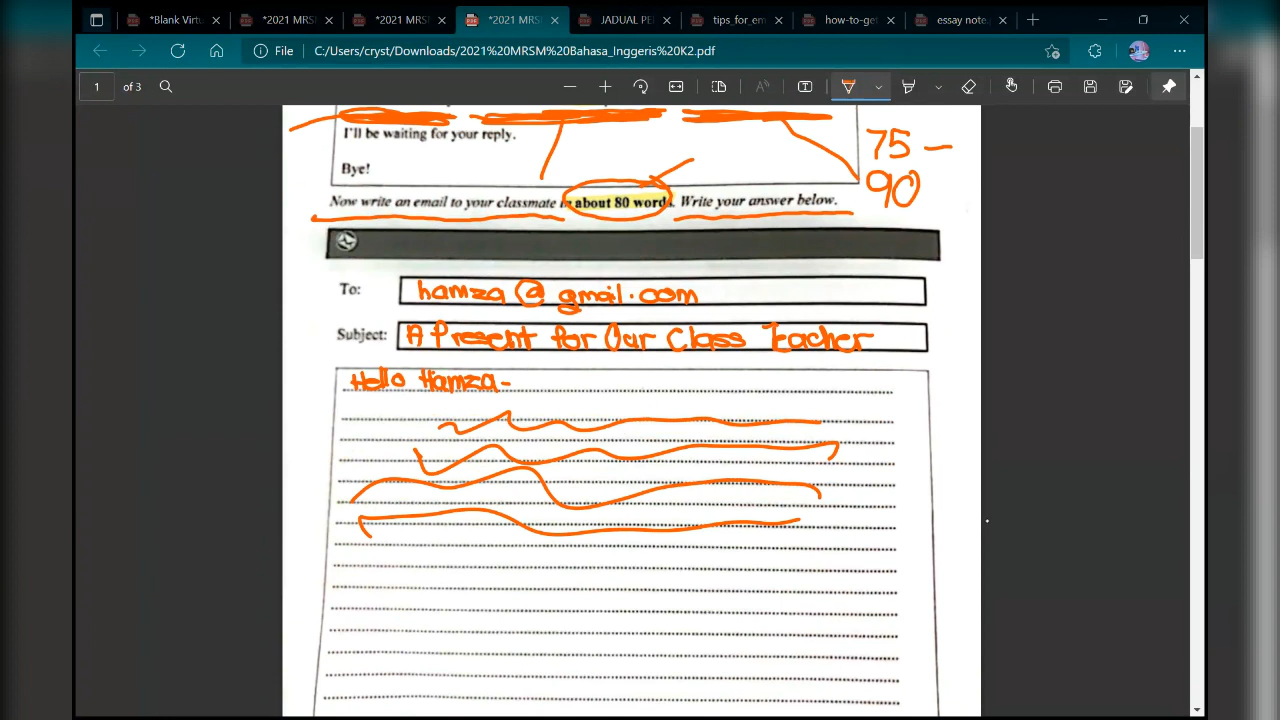 *Blank Virtu
*2021 MRSM
*2021 MRSM
*2021 MRSM
JADUAL PE
tips_for_em
how-to-get
essay note.p
File C:/Users/cryst/Downloads/2021%20MRSM%20Bahasa_Inggeris%20K2.pdf
1 of 3
I'll be waiting for your reply.
Bye!
75 -
90
Now write an email to your classmate about 80 words. Write your answer below.
To: hamza@gmail.com
Subject: A Present for Our Class Teacher
Hello Hamza-